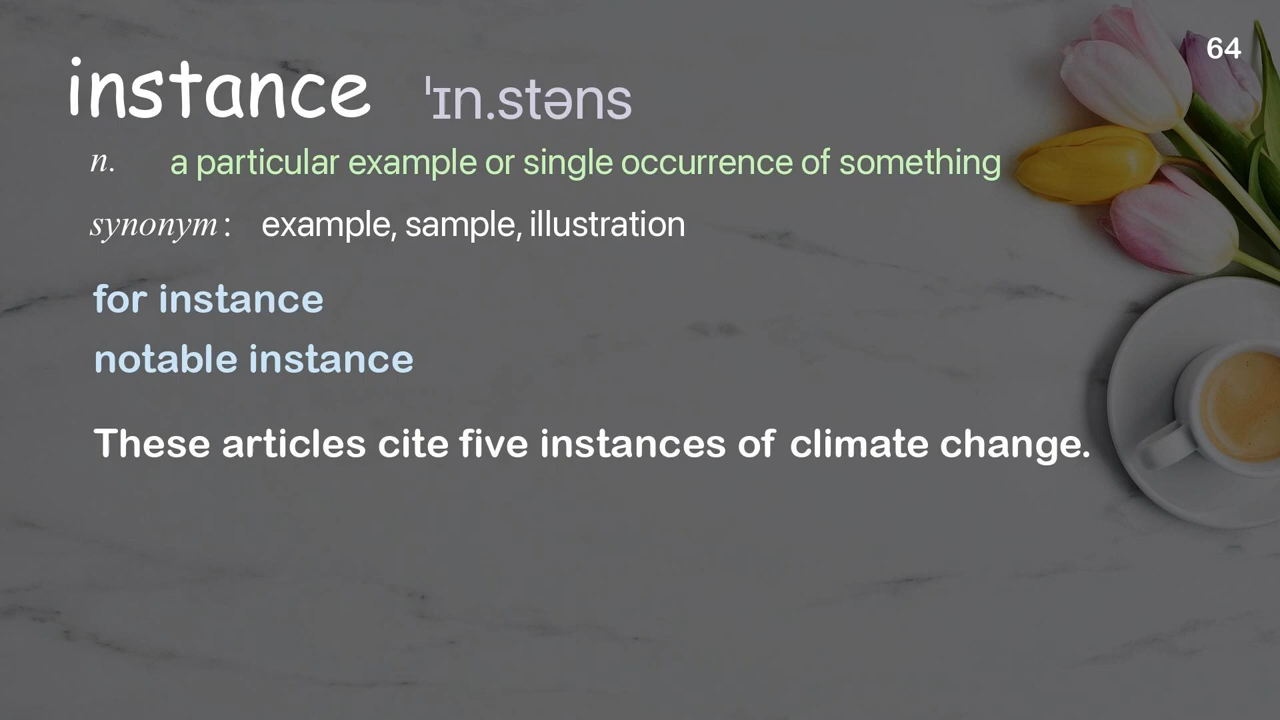 64
instance ˈɪn.stəns
n. a particular example or single occurrence of something
synonym : example, sample, illustration
for instance
notable instance
These articles cite five instances of climate change.